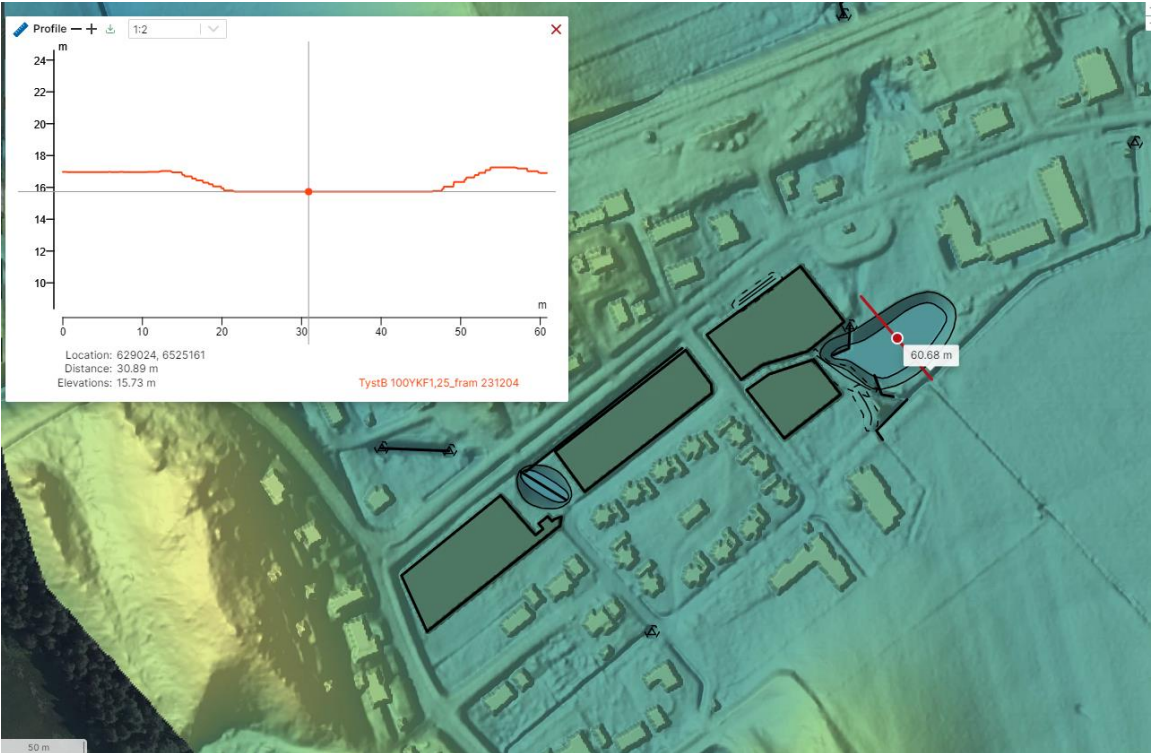 Profile
1:2
m
24
22
20
18
16
14
12
10
m
0 10 20 30 40 50 60
Location: 629024, 6525161
Distance: 30.89 m
Elevations: 15.73 m
TystB 100YKF1,25_fram 231204
60.68 m
50 m